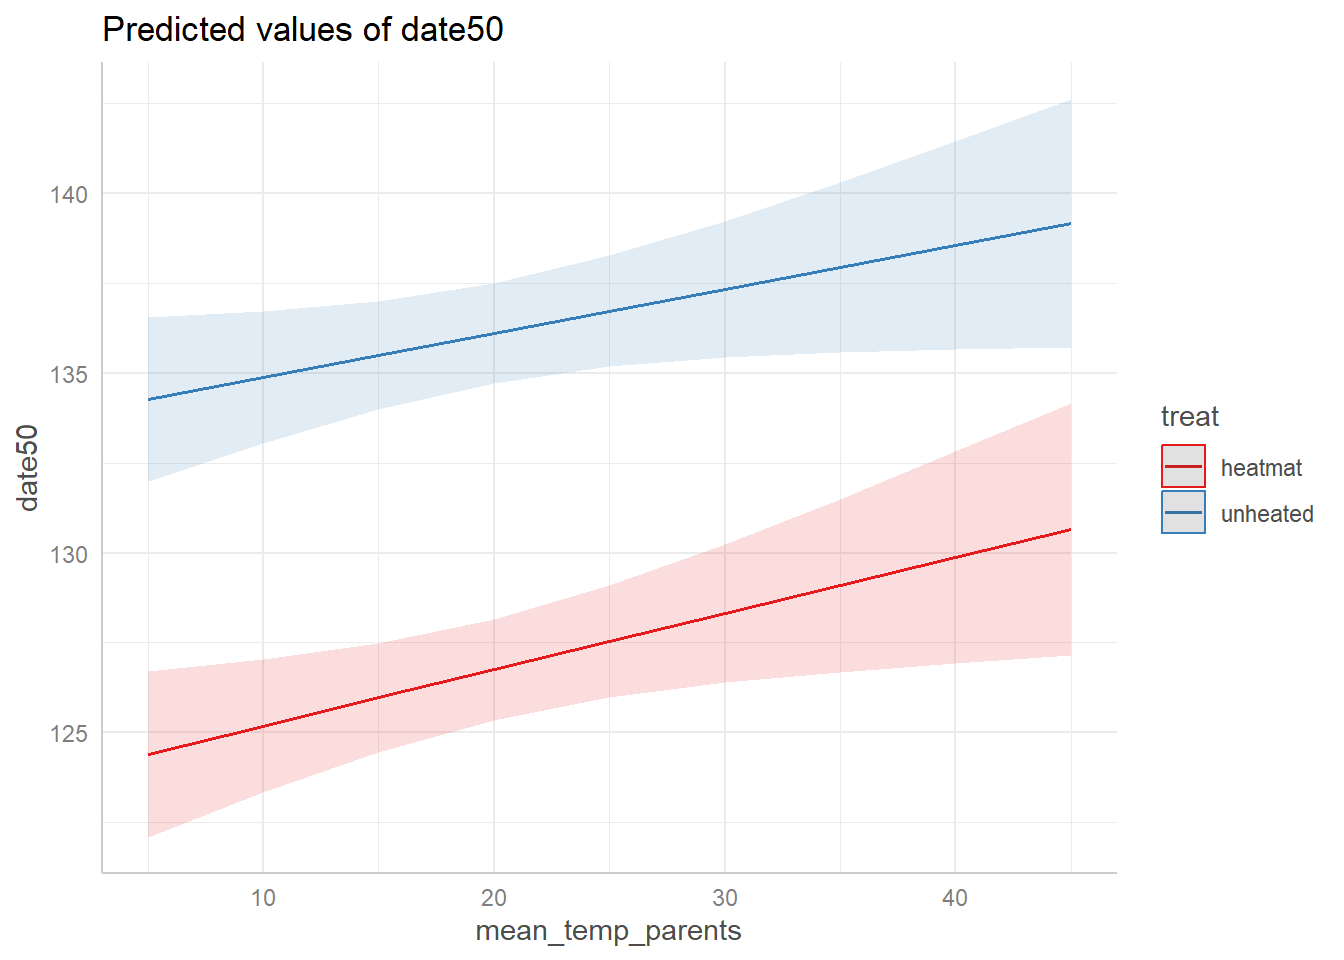 Predicted values of date50
140
135
130
125
date50
10 20 30 40
mean_temp_parents
treat
heatmat
unheated